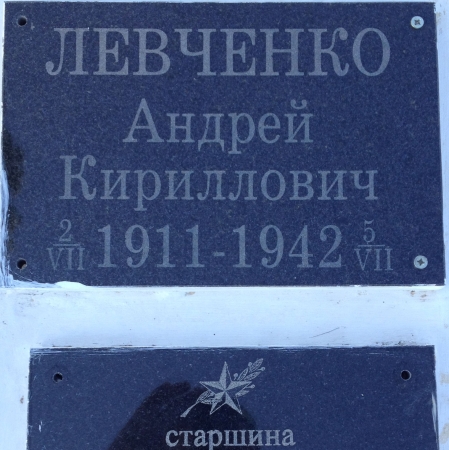 ЛЕВЧЕНКО
Андрей
Кириллович
2/VII 1911-1942 5/VII
старшина